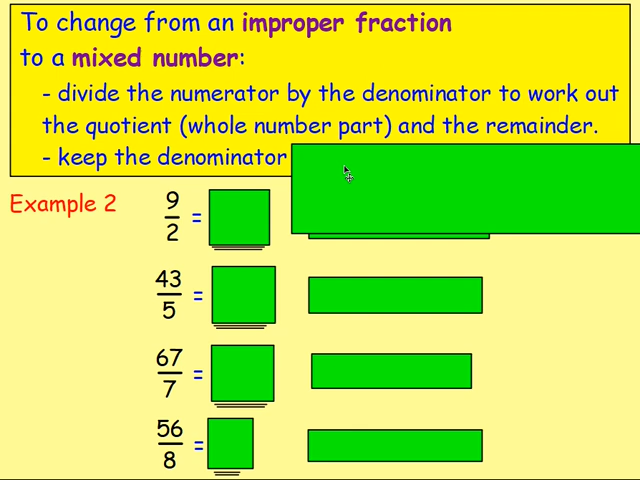 To change from an improper fraction
to a mixed number:
- divide the numerator by the denominator to work out
the quotient (whole number part) and the remainder.
- keep the denominator
Example 2
9/2 =
43/5 =
67/7 =
56/8 =